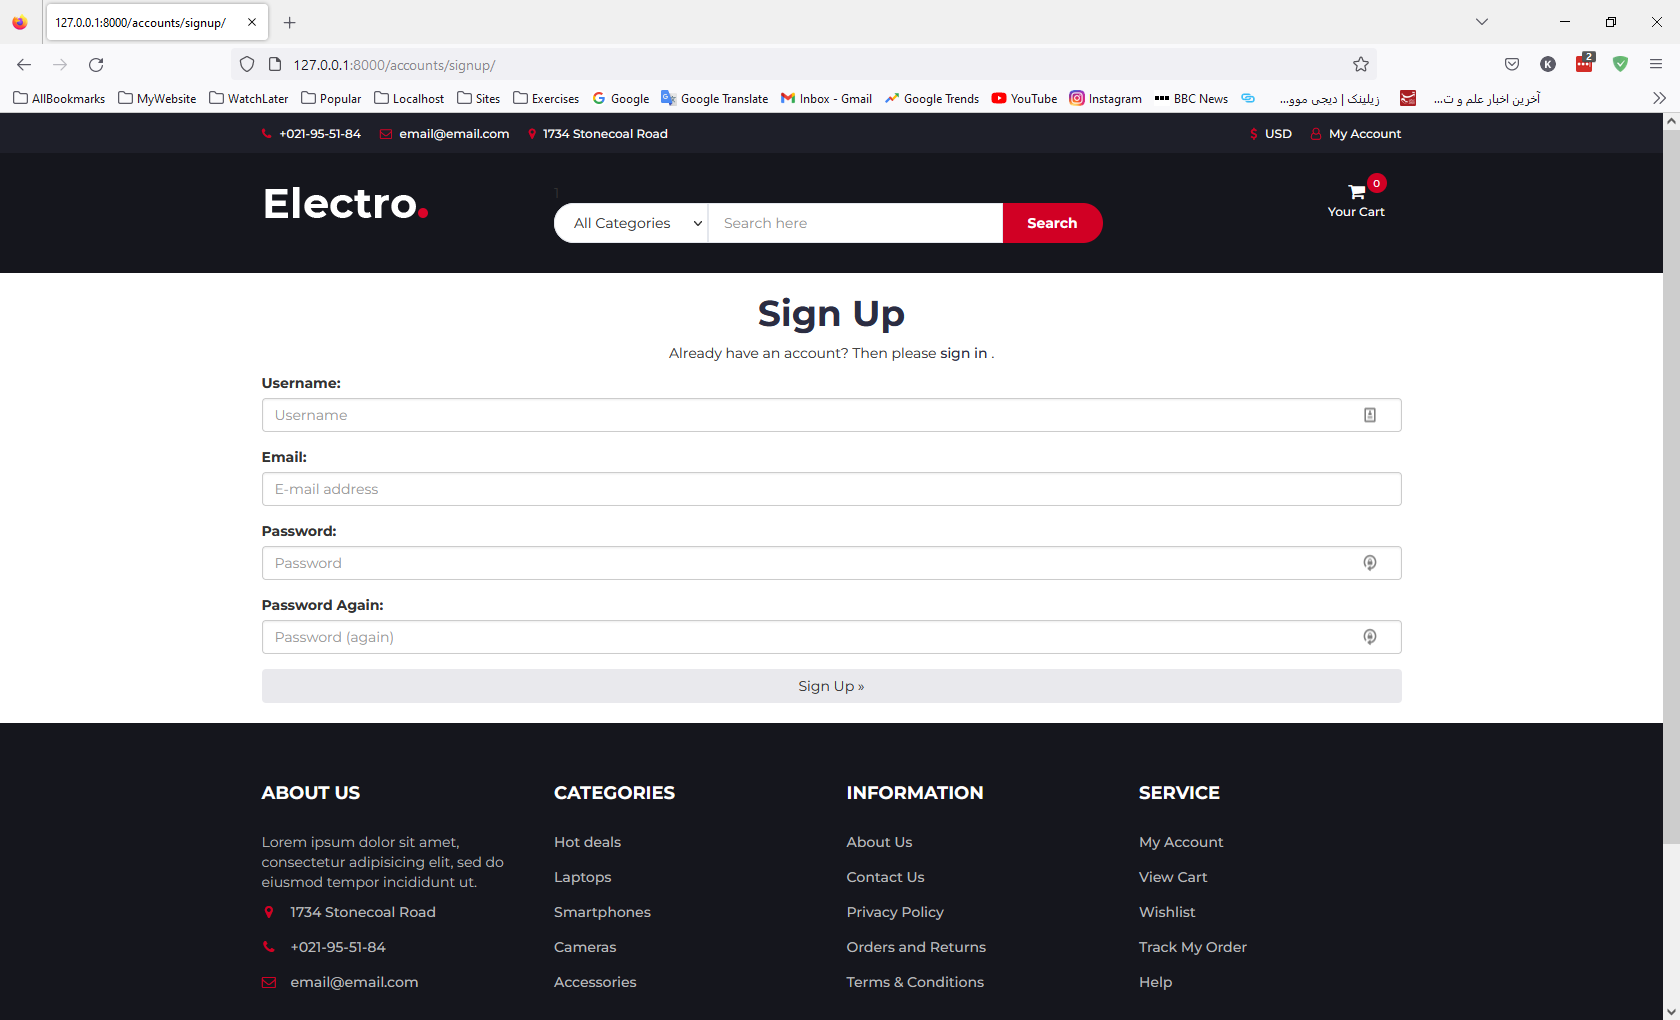 127.0.0.1:8000/accounts/signup/
127.0.0.1:8000/accounts/signup/
K
2
AllBookmarks MyWebsite WatchLater Popular Localhost Sites Exercises Google Google Translate Inbox - Gmail Google Trends YouTube Instagram BBC News زیلینک | دیجی موو... آخرین اخبار علم و ت...
+021-95-51-84 email@email.com 1734 Stonecoal Road $ USD My Account
Electro.
1
All Categories Search here Search
0
Your Cart
Sign Up
Already have an account? Then please sign in .
Username:
Username
Email:
E-mail address
Password:
Password
Password Again:
Password (again)
Sign Up »
ABOUT US
Lorem ipsum dolor sit amet,
consectetur adipisicing elit, sed do
eiusmod tempor incididunt ut.
1734 Stonecoal Road
+021-95-51-84
email@email.com
CATEGORIES
Hot deals
Laptops
Smartphones
Cameras
Accessories
INFORMATION
About Us
Contact Us
Privacy Policy
Orders and Returns
Terms & Conditions
SERVICE
My Account
View Cart
Wishlist
Track My Order
Help